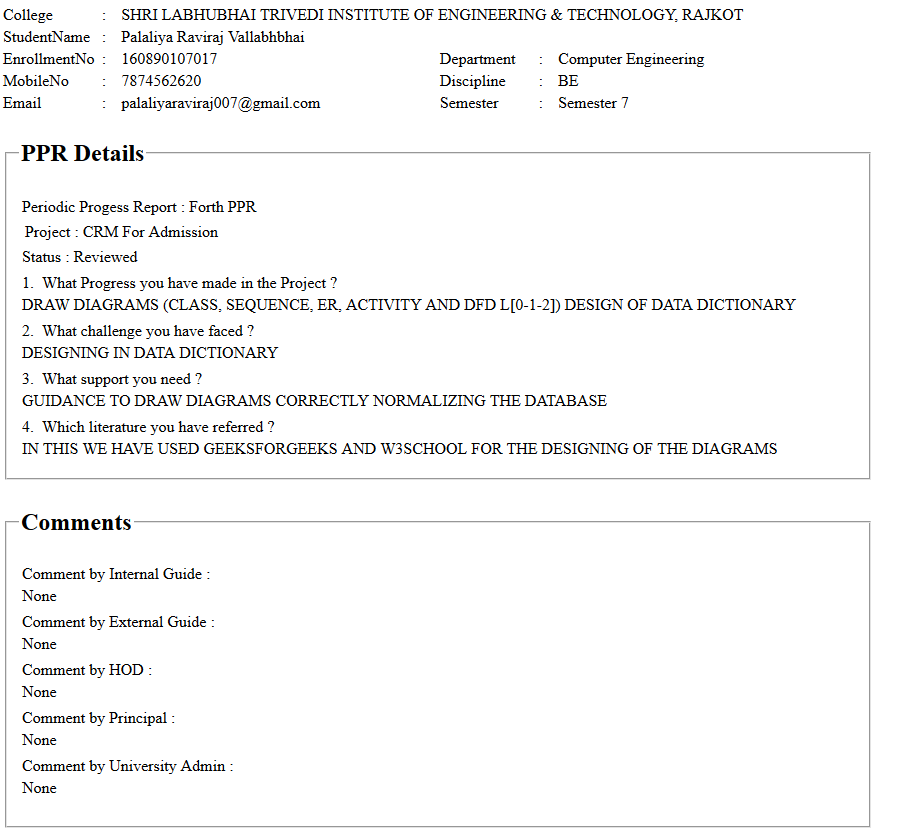 College : SHRI LABHUBHAI TRIVEDI INSTITUTE OF ENGINEERING & TECHNOLOGY, RAJKOT
StudentName : Palaliya Raviraj Vallabhbhai
EnrollmentNo : 160890107017 Department : Computer Engineering
MobileNo : 7874562620 Discipline : BE
Email : palaliyaraviraj007@gmail.com Semester : Semester 7
PPR Details
Periodic Progess Report : Forth PPR
Project : CRM For Admission
Status : Reviewed
1. What Progress you have made in the Project ?
DRAW DIAGRAMS (CLASS, SEQUENCE, ER, ACTIVITY AND DFD L[0-1-2]) DESIGN OF DATA DICTIONARY
2. What challenge you have faced ?
DESIGNING IN DATA DICTIONARY
3. What support you need ?
GUIDANCE TO DRAW DIAGRAMS CORRECTLY NORMALIZING THE DATABASE
4. Which literature you have referred ?
IN THIS WE HAVE USED GEEKSFORGEEKS AND W3SCHOOL FOR THE DESIGNING OF THE DIAGRAMS
Comments
Comment by Internal Guide :
None
Comment by External Guide :
None
Comment by HOD :
None
Comment by Principal :
None
Comment by University Admin :
None